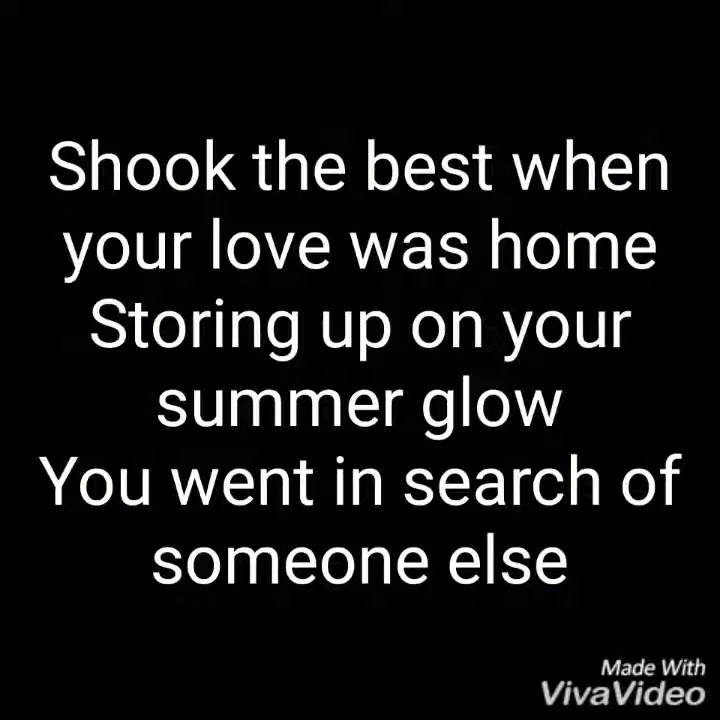 Shook the best when
your love was home
Storing up on your
summer glow
You went in search of
someone else
Made With
VivaVideo